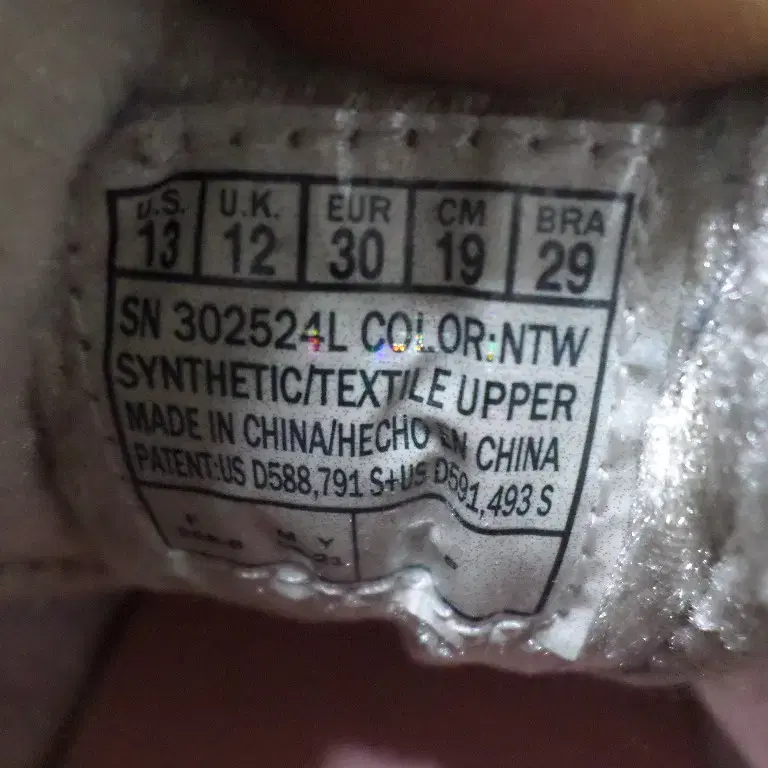 U.S. U.K. EUR CM BRA
13 12 30 19 29
SN 302524L COLOR:NTW
SYNTHETIC/TEXTILE UPPER
MADE IN CHINA/HECHO EN CHINA
PATENT:US D588,791 S+US D591,493 S
F M Y